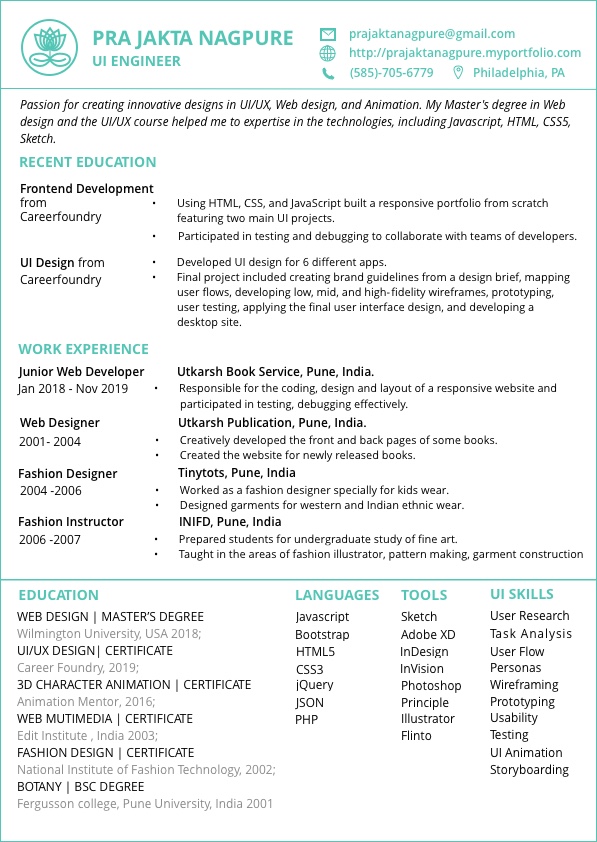 PRAJAKTA NAGPURE
UI ENGINEER
prajaktanagpure@gmail.com
http://prajaktanagpure.myportfolio.com
(585)-705-6779 Philadelphia, PA
Passion for creating innovative designs in UI/UX, Web design, and Animation. My Master's degree in Web
design and the UI/UX course helped me to expertise in the technologies, including Javascript, HTML, CSS5,
Sketch.
RECENT EDUCATION
Frontend Development
from
Careerfoundry
• Using HTML, CSS, and JavaScript built a responsive portfolio from scratch
featuring two main UI projects.
• Participated in testing and debugging to collaborate with teams of developers.
UI Design from
Careerfoundry
• Developed UI design for 6 different apps.
• Final project included creating brand guidelines from a design brief, mapping
user flows, developing low, mid, and high-fidelity wireframes, prototyping,
user testing, applying the final user interface design, and developing a
desktop site.
WORK EXPERIENCE
Junior Web Developer Utkarsh Book Service, Pune, India.
Jan 2018 - Nov 2019 • Responsible for the coding, design and layout of a responsive website and
participated in testing, debugging effectively.
Web Designer Utkarsh Publication, Pune, India.
2001- 2004 • Creatively developed the front and back pages of some books.
• Created the website for newly released books.
Fashion Designer Tinytots, Pune, India
2004 -2006 • Worked as a fashion designer specially for kids wear.
• Designed garments for western and Indian ethnic wear.
Fashion Instructor INIFD, Pune, India
2006 -2007 • Prepared students for undergraduate study of fine art.
• Taught in the areas of fashion illustrator, pattern making, garment construction
EDUCATION
WEB DESIGN | MASTER'S DEGREE
Wilmington University, USA 2018;
UI/UX DESIGN| CERTIFICATE
Career Foundry, 2019;
3D CHARACTER ANIMATION | CERTIFICATE
Animation Mentor, 2016;
WEB MUTIMEDIA | CERTIFICATE
Edit Institute , India 2003;
FASHION DESIGN | CERTIFICATE
National Institute of Fashion Technology, 2002;
BOTANY | BSC DEGREE
Fergusson college, Pune University, India 2001
LANGUAGES
Javascript
Bootstrap
HTML5
CSS3
jQuery
JSON
PHP
TOOLS
Sketch
Adobe XD
InDesign
InVision
Photoshop
Principle
Illustrator
Flinto
UI SKILLS
User Research
Task Analysis
User Flow
Personas
Wireframing
Prototyping
Usability
Testing
UI Animation
Storyboarding